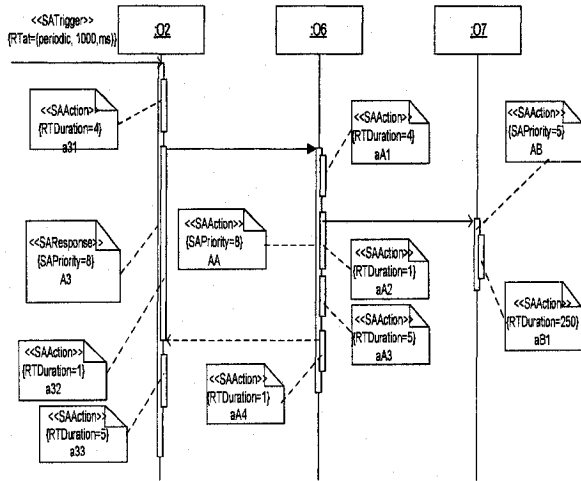 <<SATrigger>>
{RTat=(periodic, 1000,ms)}
:O2
:O6
:O7
<<SAAction>>
{RTDuration=4}
a31
<<SAAction>>
{RTDuration=4}
aA1
<<SAAction>>
{SAPriority=5}
AB
<<SAResponse>>
{SAPriority=8}
A3
<<SAAction>>
{SAPriority=8}
AA
<<SAAction>>
{RTDuration=1}
aA2
<<SAAction>>
{RTDuration=250}
aB1
<<SAAction>>
{RTDuration=5}
aA3
<<SAAction>>
{RTDuration=1}
a32
<<SAAction>>
{RTDuration=1}
aA4
<<SAAction>>
{RTDuration=5}
a33